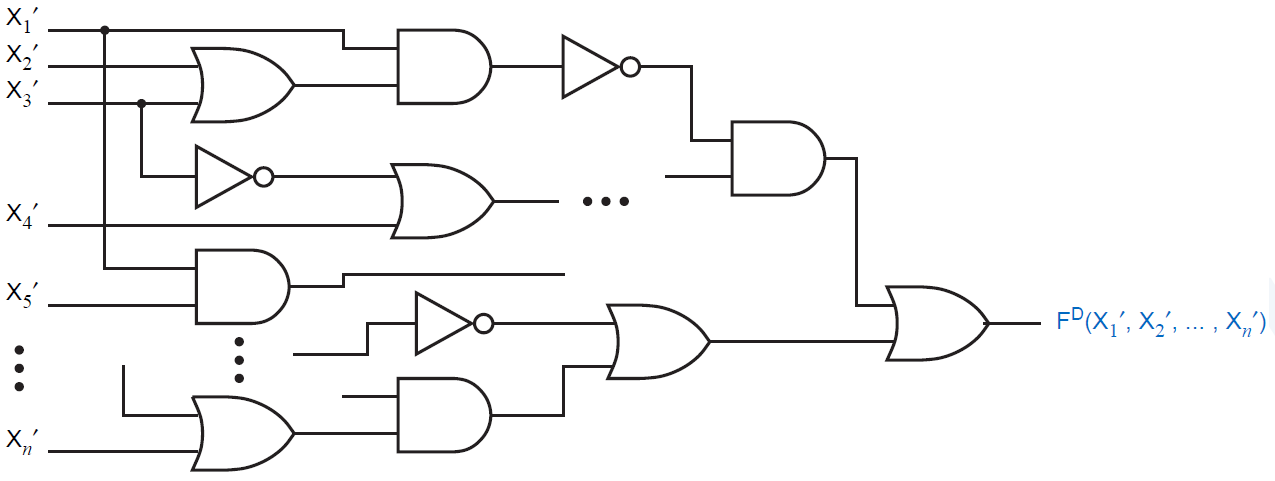 X₁′
X₂′
X₃′
X₄′
X₅′
Xₙ′
Fᴰ(X₁′, X₂′, ... , Xₙ′)